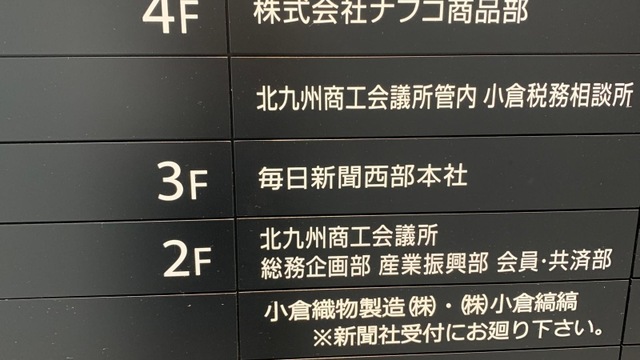 4F 株式会社ナフコ商品部
北九州商工会議所管内 小倉税務相談所
3F 毎日新聞西部本社
2F 北九州商工会議所
総務企画部 産業振興部 会員・共済部
小倉織物製造㈱・㈱小倉縞縞
※新聞社受付にお廻り下さい。